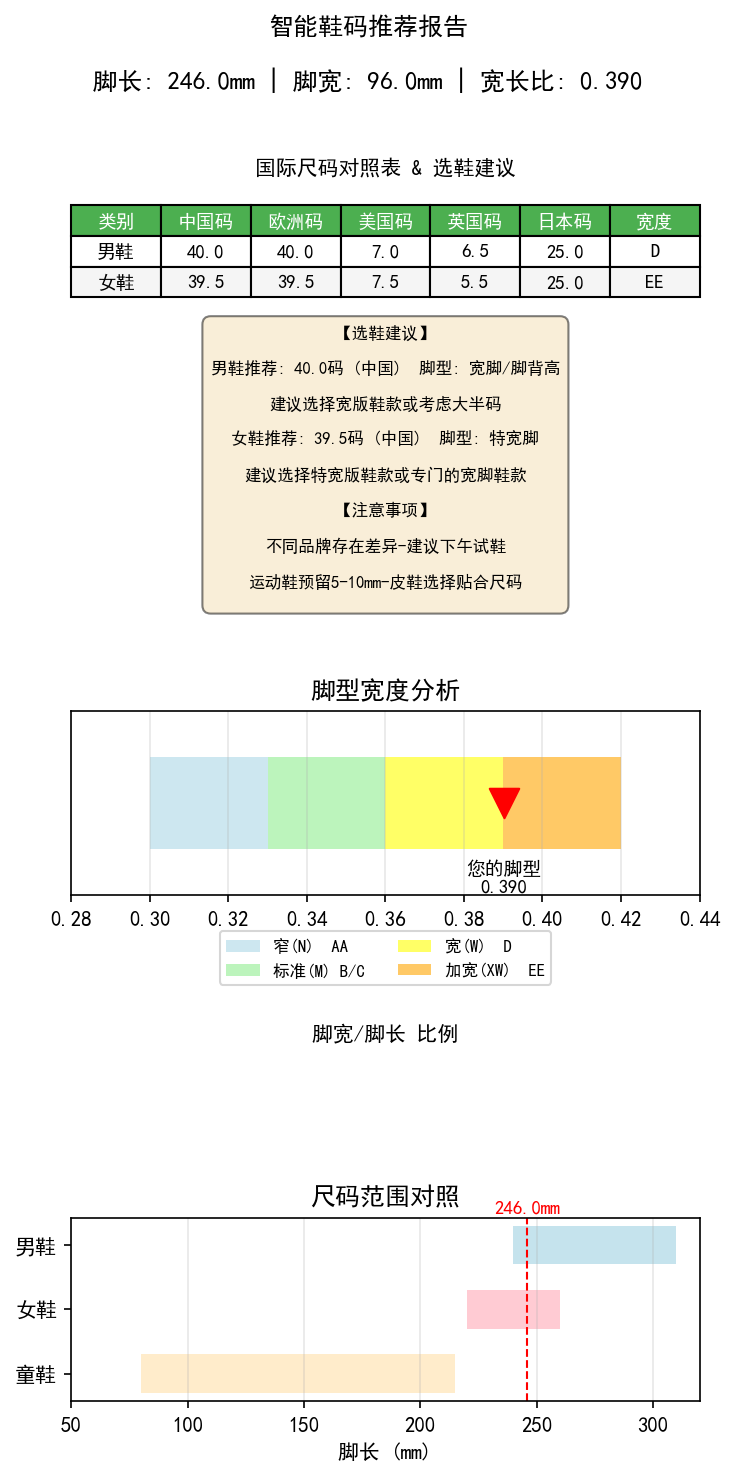 智能鞋码推荐报告
脚长: 246.0mm | 脚宽: 96.0mm | 宽长比: 0.390
国际尺码对照表 & 选鞋建议
类别 中国码 欧洲码 美国码 英国码 日本码 宽度
男鞋 40.0 40.0 7.0 6.5 25.0 D
女鞋 39.5 39.5 7.5 5.5 25.0 EE
【选鞋建议】
男鞋推荐: 40.0码 (中国) 脚型: 宽脚/脚背高
建议选择宽版鞋款或考虑大半码
女鞋推荐: 39.5码 (中国) 脚型: 特宽脚
建议选择特宽版鞋款或专门的宽脚鞋款
【注意事项】
不同品牌存在差异-建议下午试鞋
运动鞋预留5-10mm-皮鞋选择贴合尺码
脚型宽度分析
您的脚型
0.390
0.28 0.30 0.32 0.34 0.36 0.38 0.40 0.42 0.44
窄(N) AA 宽(W) D
标准(M) B/C 加宽(XW) EE
脚宽/脚长 比例
尺码范围对照
246.0mm
男鞋
女鞋
童鞋
50 100 150 200 250 300
脚长 (mm)